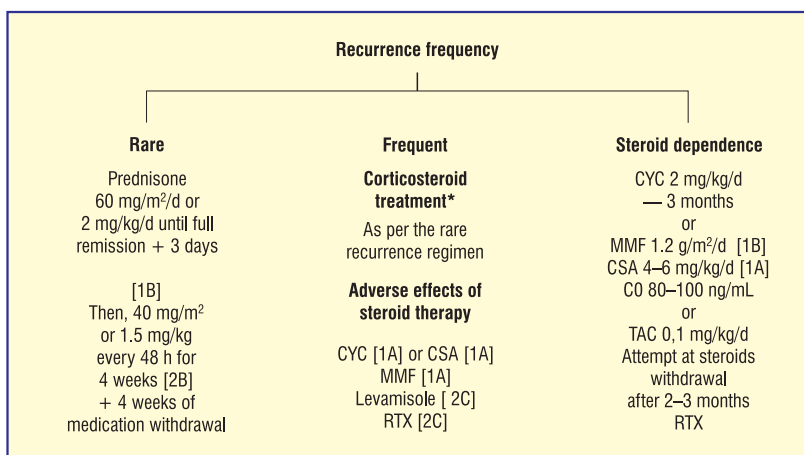 Recurrence frequency
Rare
Prednisone
60 mg/m²/d or
2 mg/kg/d until full
remission + 3 days
[1B]
Then, 40 mg/m²
or 1.5 mg/kg
every 48 h for
4 weeks [2B]
+ 4 weeks of
medication withdrawal
Frequent
Corticosteroid
treatment*
As per the rare
recurrence regimen
Adverse effects of
steroid therapy
CYC [1A] or CSA [1A]
MMF [1A]
Levamisole [ 2C]
RTX [2C]
Steroid dependence
CYC 2 mg/kg/d
— 3 months
or
MMF 1.2 g/m²/d [1B]
CSA 4–6 mg/kg/d [1A]
C0 80–100 ng/mL
or
TAC 0,1 mg/kg/d
Attempt at steroids
withdrawal
after 2–3 months
RTX